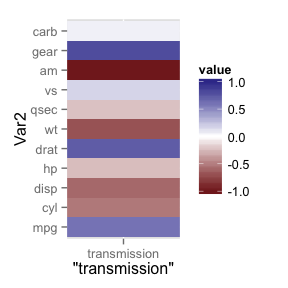 carb
gear
am
vs
qsec
wt
drat
hp
disp
cyl
mpg
Var2
transmission
"transmission"
value
1.0
0.5
0.0
-0.5
-1.0